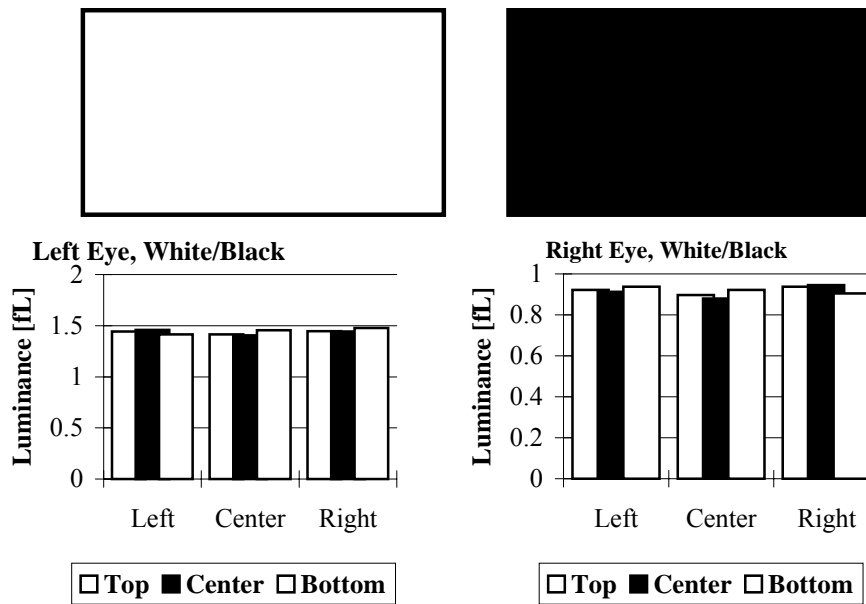 Left Eye, White/Black
Luminance [fL]
2
1.5
1
0.5
0
Left Center Right
Top Center Bottom
Right Eye, White/Black
Luminance [fL]
1
0.8
0.6
0.4
0.2
0
Left Center Right
Top Center Bottom